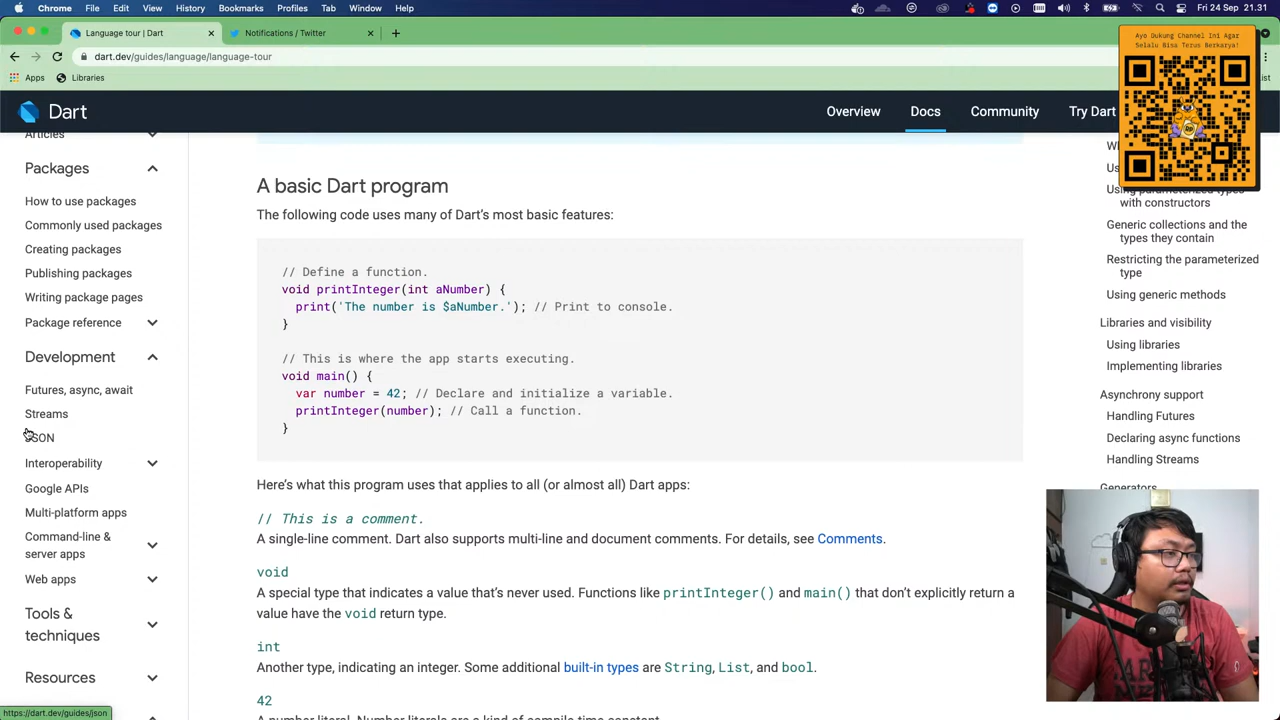 Chrome File Edit View History Bookmarks Profiles Tab Window Help
Fri 24 Sep 21.31
Language tour | Dart
Notifications / Twitter
dart.dev/guides/language/language-tour
Apps
Libraries
Ayo Dukung Channel Ini Agar
Selalu Bisa Terus Berkarya!
Dart
Overview
Docs
Community
Try Dart
Articles
Packages
How to use packages
Commonly used packages
Creating packages
Publishing packages
Writing package pages
Package reference
Development
Futures, async, await
Streams
JSON
Interoperability
Google APIs
Multi-platform apps
Command-line &
server apps
Web apps
Tools &
techniques
Resources
https://dart.dev/guides/json
A basic Dart program
The following code uses many of Dart's most basic features:
// Define a function.
void printInteger(int aNumber) {
print('The number is $aNumber.'); // Print to console.
}
// This is where the app starts executing.
void main() {
var number = 42; // Declare and initialize a variable.
printInteger(number); // Call a function.
}
Here's what this program uses that applies to all (or almost all) Dart apps:
// This is a comment.
A single-line comment. Dart also supports multi-line and document comments. For details, see Comments.
void
A special type that indicates a value that's never used. Functions like printInteger() and main() that don't explicitly return a
value have the void return type.
int
Another type, indicating an integer. Some additional built-in types are String, List, and bool.
42
A number literal. Number literals are a kind of compile-time constant.
Using parameterized types
with constructors
Generic collections and the
types they contain
Restricting the parameterized
type
Using generic methods
Libraries and visibility
Using libraries
Implementing libraries
Asynchrony support
Handling Futures
Declaring async functions
Handling Streams
Generators